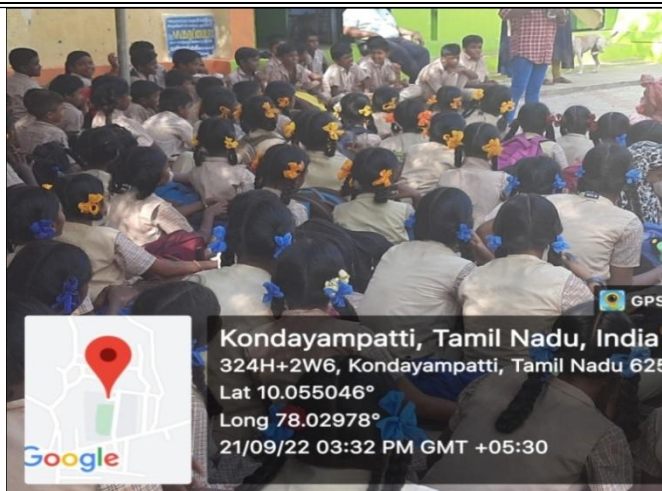 GPS
Kondayampatti, Tamil Nadu, India
324H+2W6, Kondayampatti, Tamil Nadu 625
Lat 10.055046°
Long 78.02978°
21/09/22 03:32 PM GMT +05:30
Google